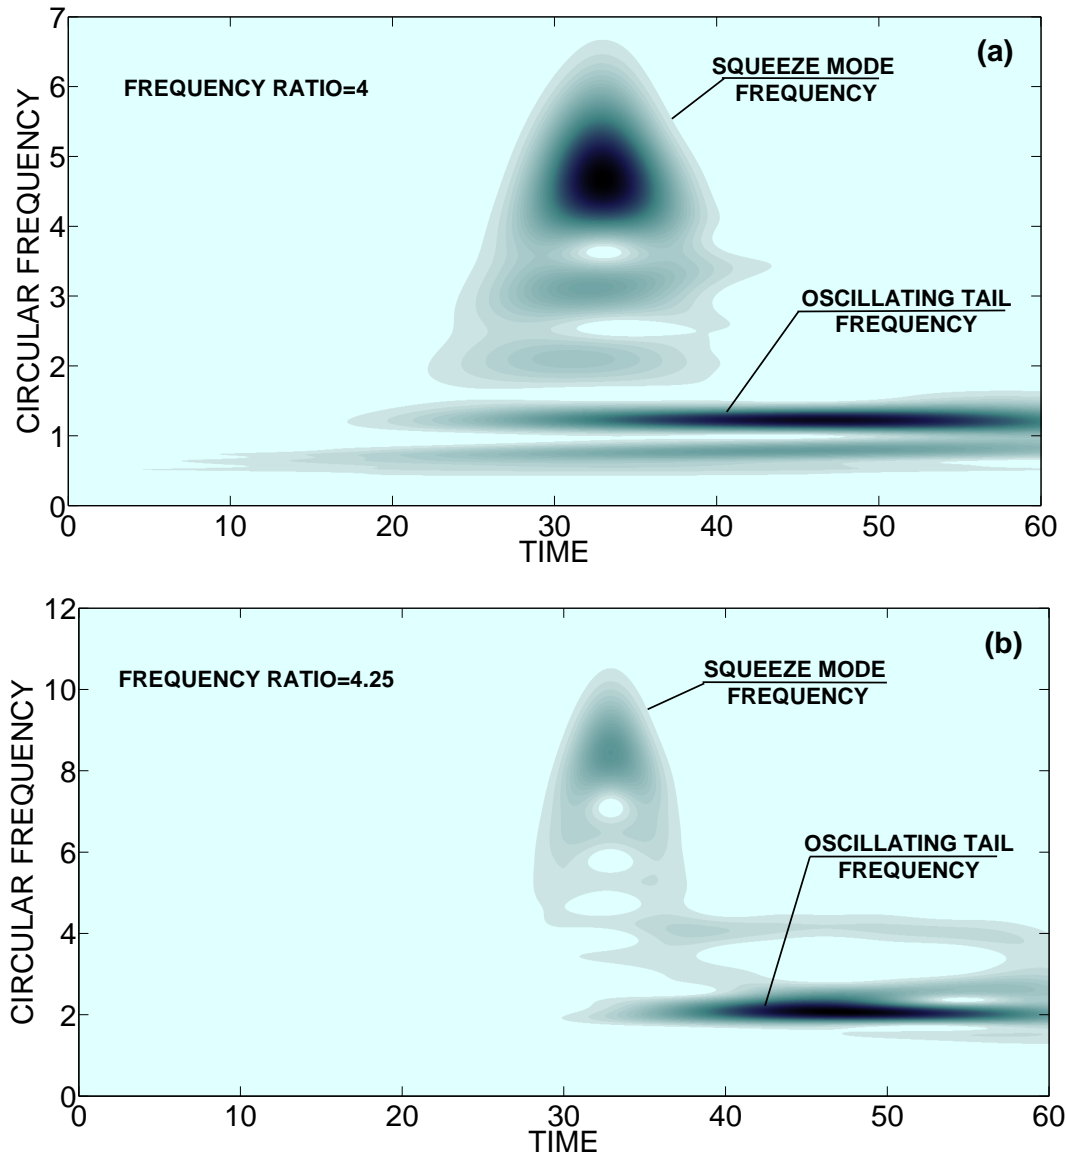 7
(a)
SQUEEZE MODE
FREQUENCY
6
FREQUENCY RATIO=4
5
4
3
OSCILLATING TAIL
FREQUENCY
2
1
0
CIRCULAR FREQUENCY
0 10 20 30 40 50 60
TIME
12
(b)
SQUEEZE MODE
FREQUENCY
FREQUENCY RATIO=4.25
10
8
6
OSCILLATING TAIL
FREQUENCY
4
2
0
CIRCULAR FREQUENCY
0 10 20 30 40 50 60
TIME